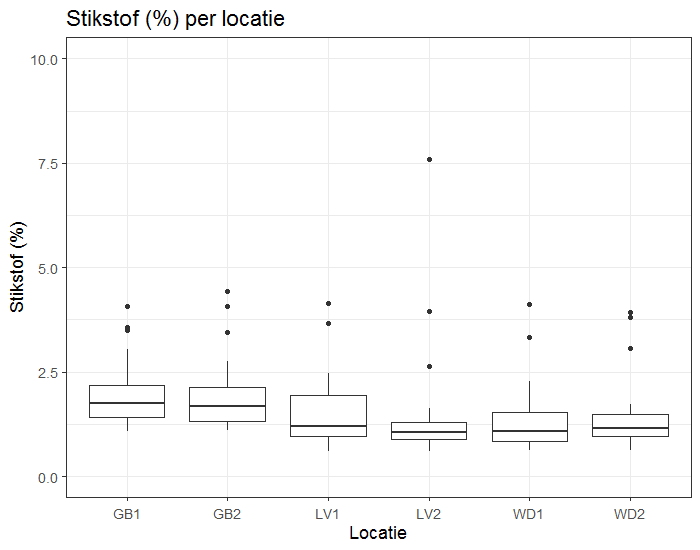 Stikstof (%) per locatie
Stikstof (%)
10.0
7.5
5.0
2.5
0.0
GB1 GB2 LV1 LV2 WD1 WD2
Locatie